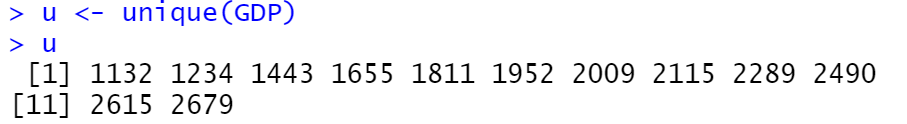 > u <- unique(GDP)
> u
[1] 1132 1234 1443 1655 1811 1952 2009 2115 2289 2490
[11] 2615 2679